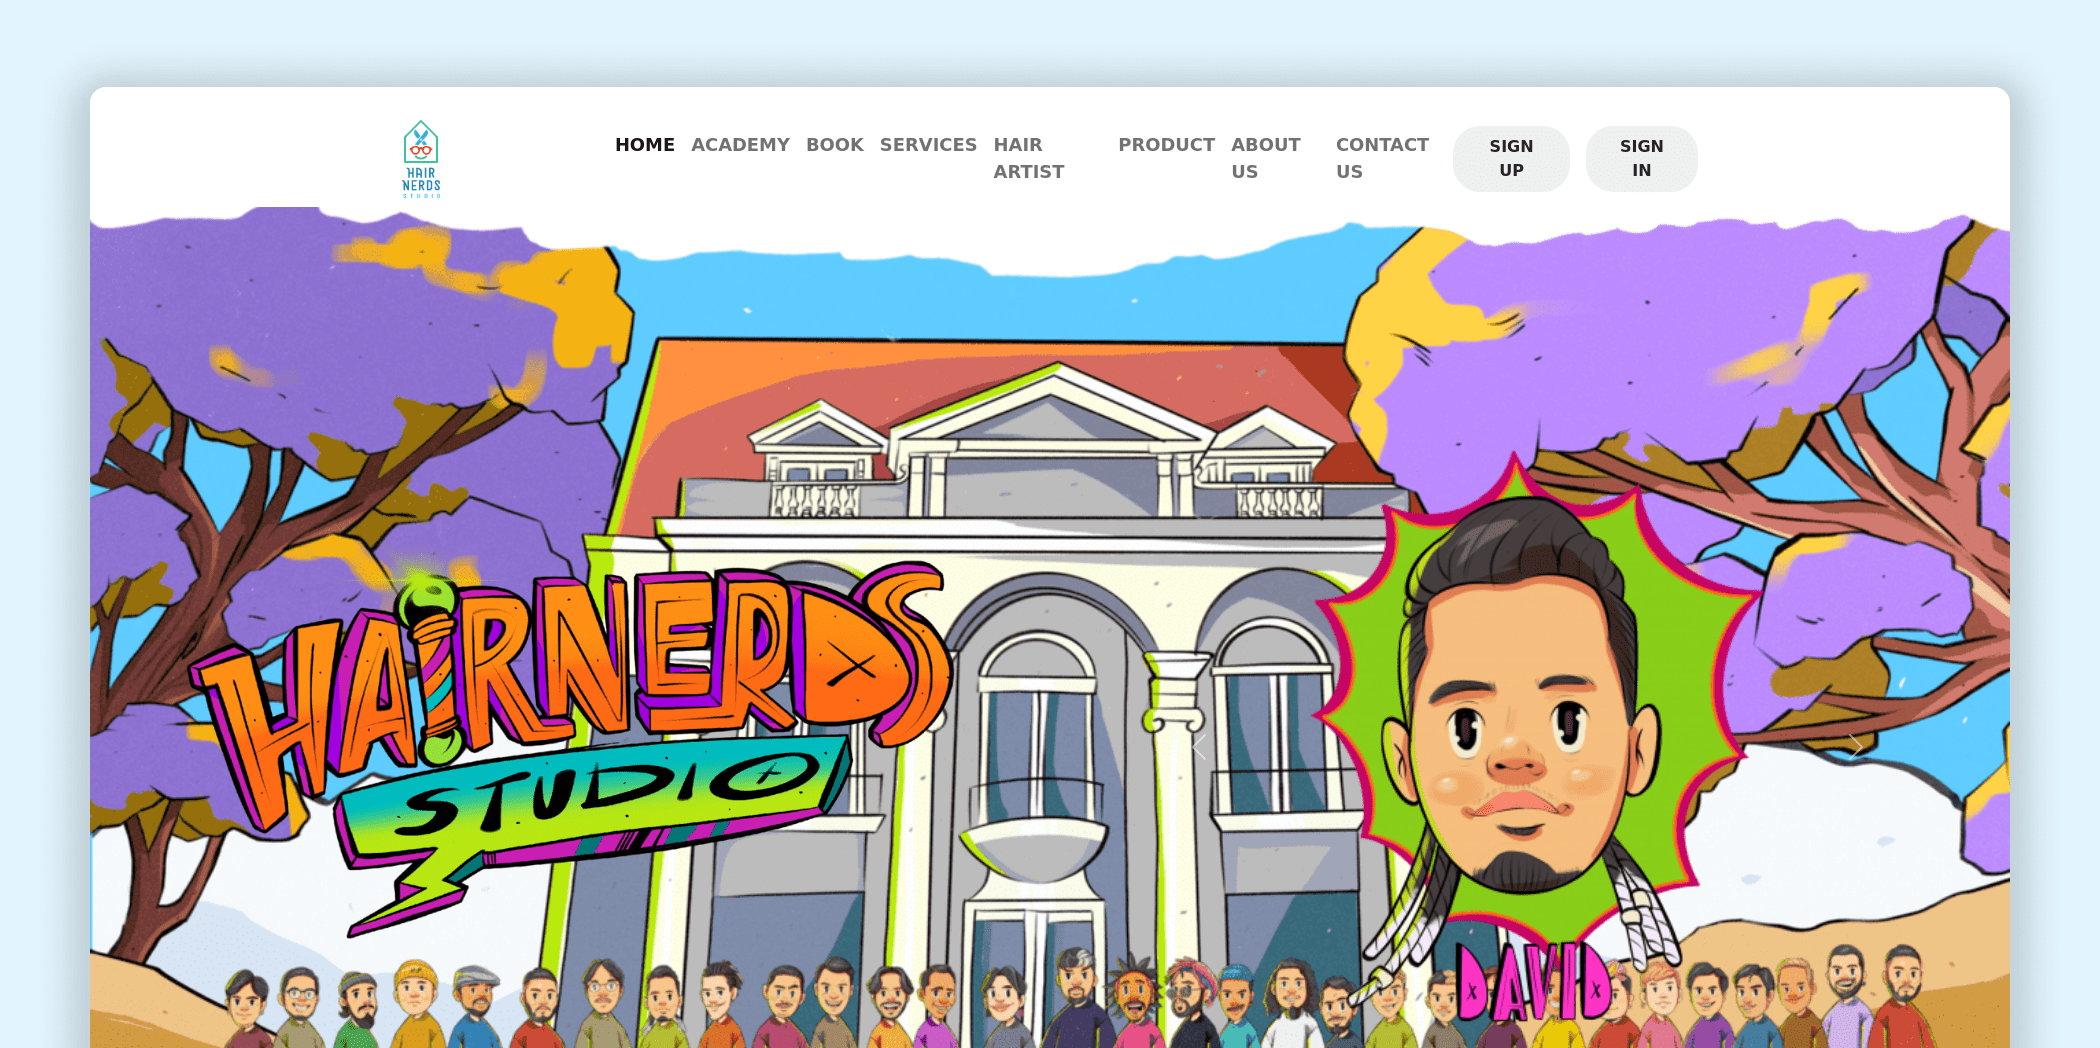 HAIR
NERDS
STUDIO
HOME ACADEMY BOOK SERVICES HAIR ARTIST PRODUCT ABOUT US CONTACT US SIGN UP SIGN IN
HAIRNERDS
STUDIO
DAVID